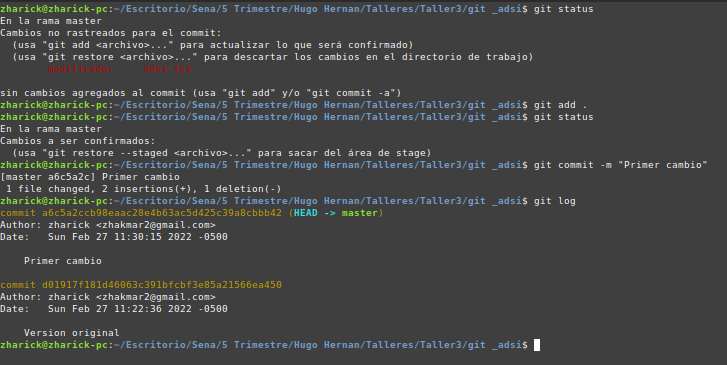 zharick@zharick-pc:~/Escritorio/Sena/5 Trimestre/Hugo Hernan/Talleres/Taller3/git _adsi$ git status
En la rama master
Cambios no rastreados para el commit:
  (usa "git add <archivo>..." para actualizar lo que será confirmado)
  (usa "git restore <archivo>..." para descartar los cambios en el directorio de trabajo)
sin cambios agregados al commit (usa "git add" y/o "git commit -a")
zharick@zharick-pc:~/Escritorio/Sena/5 Trimestre/Hugo Hernan/Talleres/Taller3/git _adsi$ git add .
zharick@zharick-pc:~/Escritorio/Sena/5 Trimestre/Hugo Hernan/Talleres/Taller3/git _adsi$ git status
En la rama master
Cambios a ser confirmados:
  (usa "git restore --staged <archivo>..." para sacar del área de stage)
zharick@zharick-pc:~/Escritorio/Sena/5 Trimestre/Hugo Hernan/Talleres/Taller3/git _adsi$ git commit -m "Primer cambio"
[master a6c5a2c] Primer cambio
 1 file changed, 2 insertions(+), 1 deletion(-)
zharick@zharick-pc:~/Escritorio/Sena/5 Trimestre/Hugo Hernan/Talleres/Taller3/git _adsi$ git log
commit a6c5a2ccb98eaac28e4b63ac5d425c39a8cbbb42 (HEAD -> master)
Author: zharick <zhakmar2@gmail.com>
Date:   Sun Feb 27 11:30:15 2022 -0500
    Primer cambio
commit d01917f181d46063c391bfcbf3e85a21566ea450
Author: zharick <zhakmar2@gmail.com>
Date:   Sun Feb 27 11:22:36 2022 -0500
    Version original
zharick@zharick-pc:~/Escritorio/Sena/5 Trimestre/Hugo Hernan/Talleres/Taller3/git _adsi$